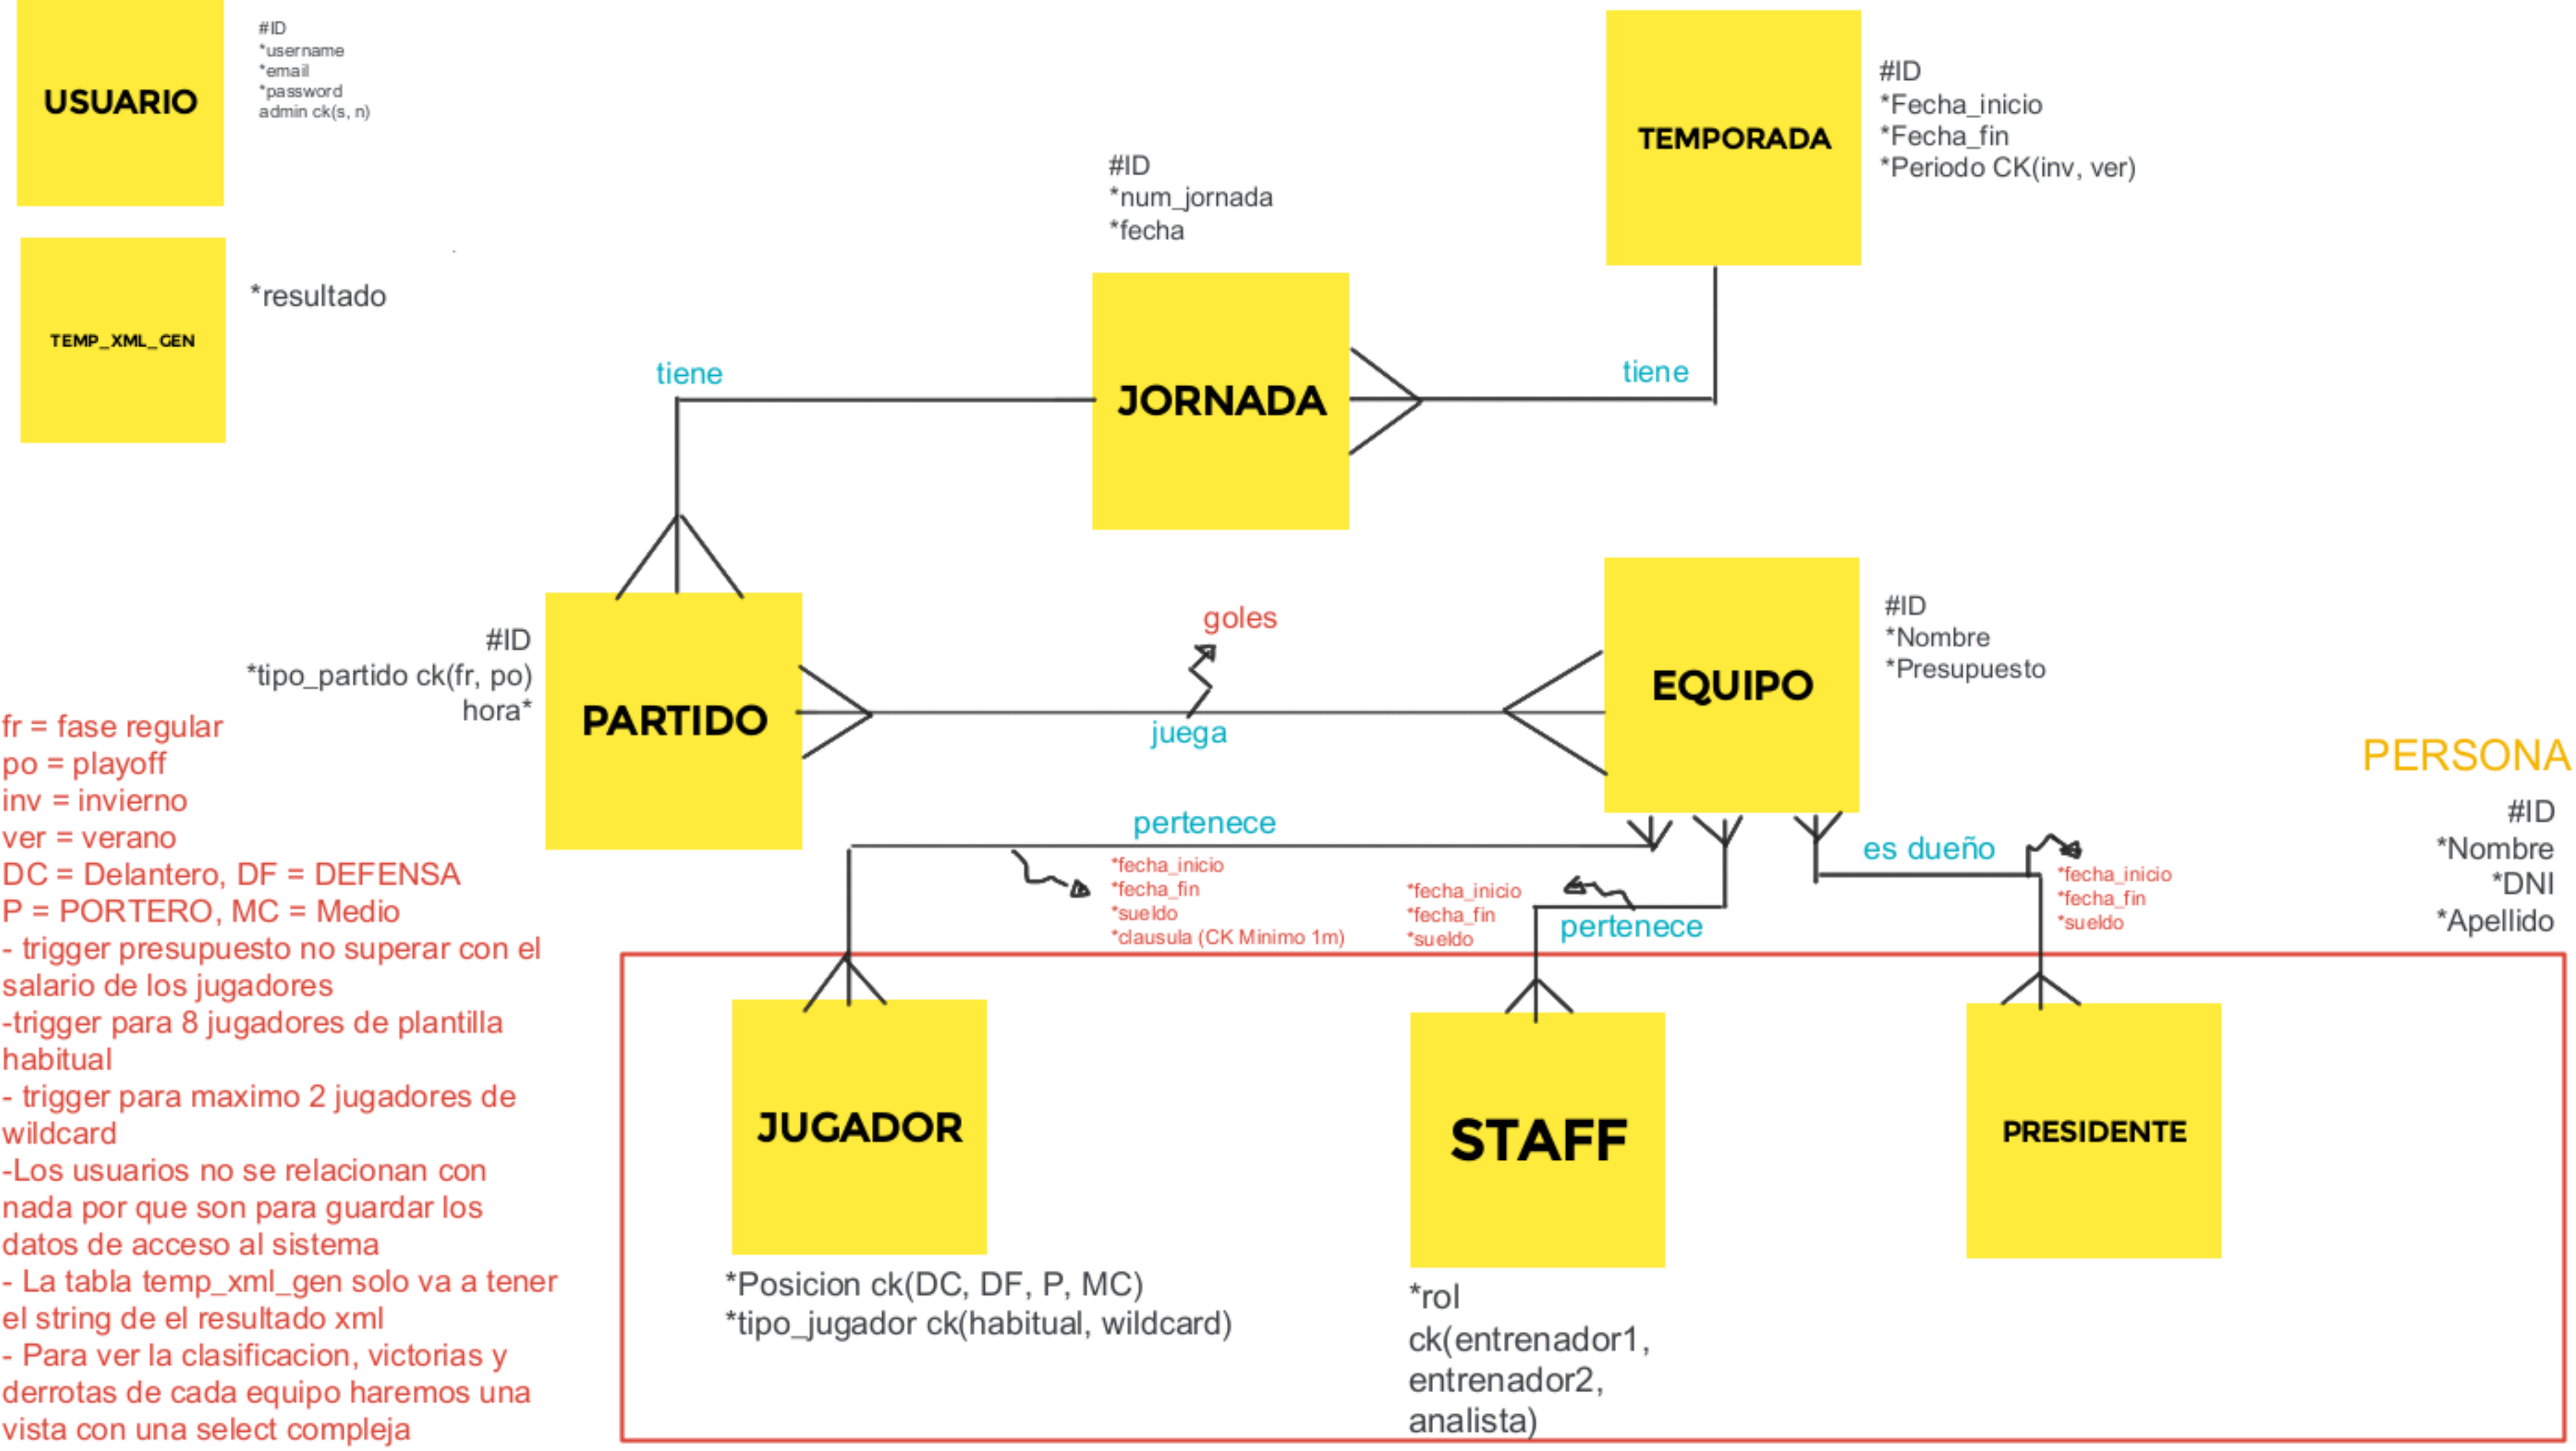 USUARIO
#ID
*username
*email
*password
admin ck(s, n)
TEMP_XML_GEN
*resultado
TEMPORADA
#ID
*Fecha_inicio
*Fecha_fin
*Periodo CK(inv, ver)
#ID
*num_jornada
*fecha
JORNADA
tiene
tiene
#ID
*tipo_partido ck(fr, po)
hora*
PARTIDO
goles
juega
EQUIPO
#ID
*Nombre
*Presupuesto
PERSONA
#ID
*Nombre
*DNI
*Apellido
pertenece
*fecha_inicio
*fecha_fin
*sueldo
*clausula (CK Minimo 1m)
*fecha_inicio
*fecha_fin
*sueldo
pertenece
es dueño
*fecha_inicio
*fecha_fin
*sueldo
fr = fase regular
po = playoff
inv = invierno
ver = verano
DC = Delantero, DF = DEFENSA
P = PORTERO, MC = Medio
- trigger presupuesto no superar con el
salario de los jugadores
-trigger para 8 jugadores de plantilla
habitual
- trigger para maximo 2 jugadores de
wildcard
-Los usuarios no se relacionan con
nada por que son para guardar los
datos de acceso al sistema
- La tabla temp_xml_gen solo va a tener
el string de el resultado xml
- Para ver la clasificacion, victorias y
derrotas de cada equipo haremos una
vista con una select compleja
JUGADOR
*Posicion ck(DC, DF, P, MC)
*tipo_jugador ck(habitual, wildcard)
STAFF
*rol
ck(entrenador1,
entrenador2,
analista)
PRESIDENTE